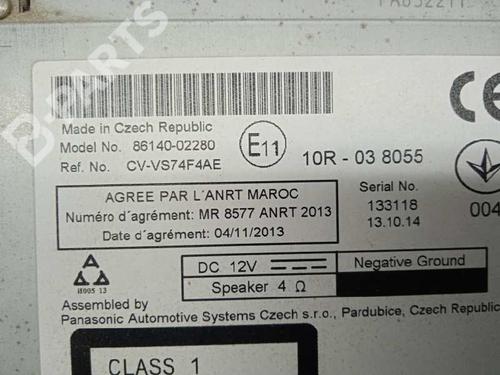 B-PARTS
Made in Czech Republic
Model No. 86140-02280
Ref. No. CV-VS74F4AE
E11
10R - 03 8055
CE
AGREE PAR L´ANRT MAROC
Numéro d´agrément: MR 8577 ANRT 2013
Date d´agrément: 04/11/2013
Serial No.
133118
13.10.14
004
DC 12V
Negative Ground
Speaker 4 Ω
Assembled by
Panasonic Automotive Systems Czech s.r.o., Pardubice, Czech Republic
CLASS 1